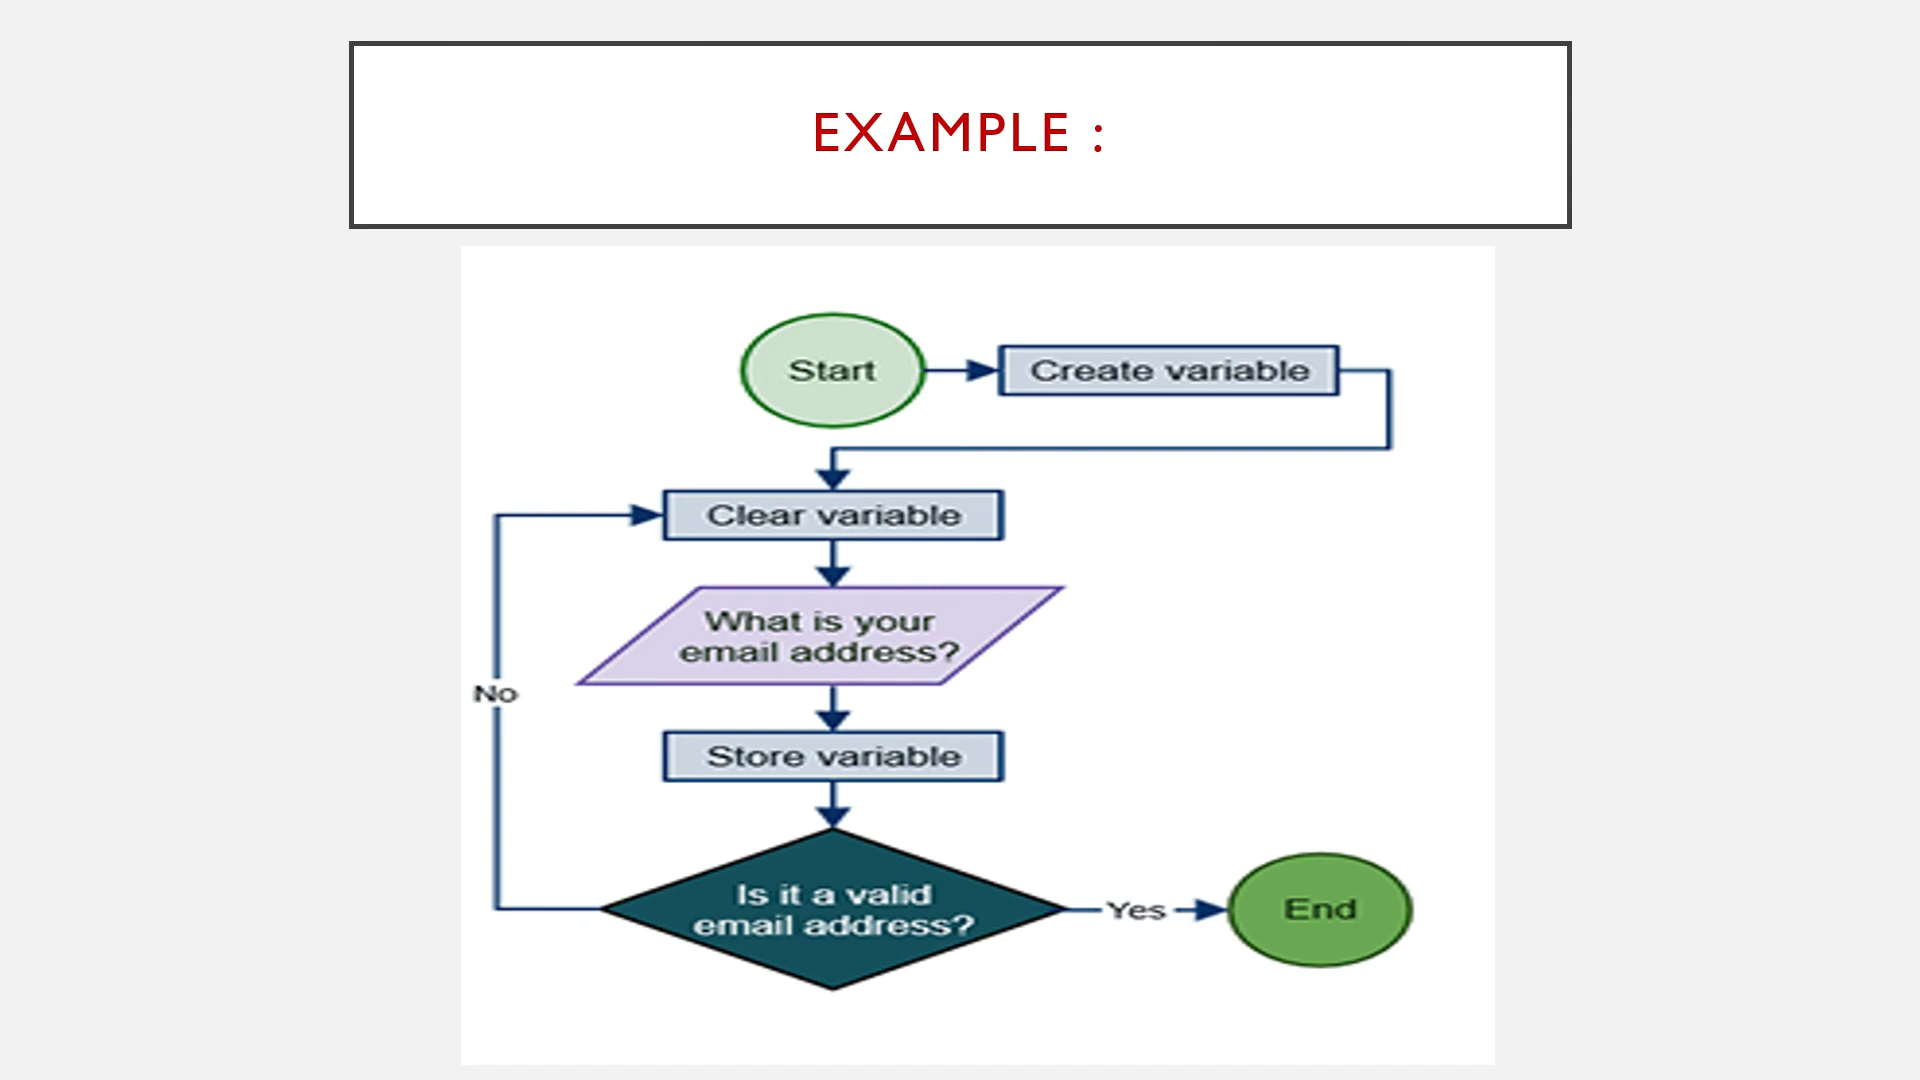 EXAMPLE :
Start
Create variable
Clear variable
What is your
email address?
No
Store variable
Is it a valid
email address?
Yes
End